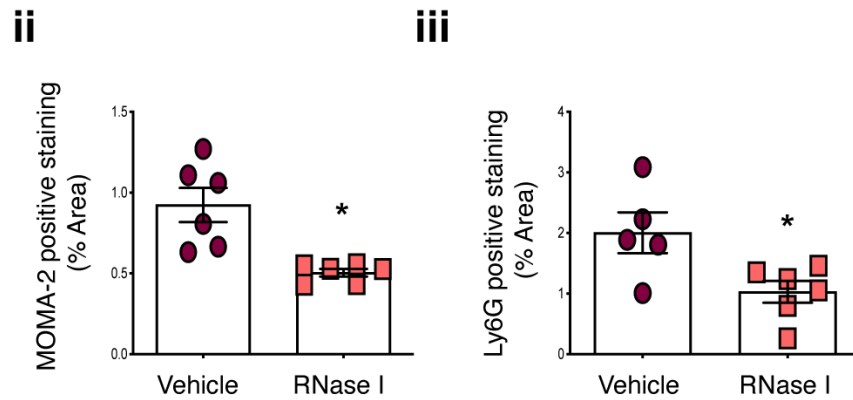 ii
MOMA-2 positive staining
(% Area)
1.5
1.0
0.5
0.0
*
Vehicle
RNase I
iii
Ly6G positive staining
(% Area)
4
3
2
1
0
*
Vehicle
RNase I